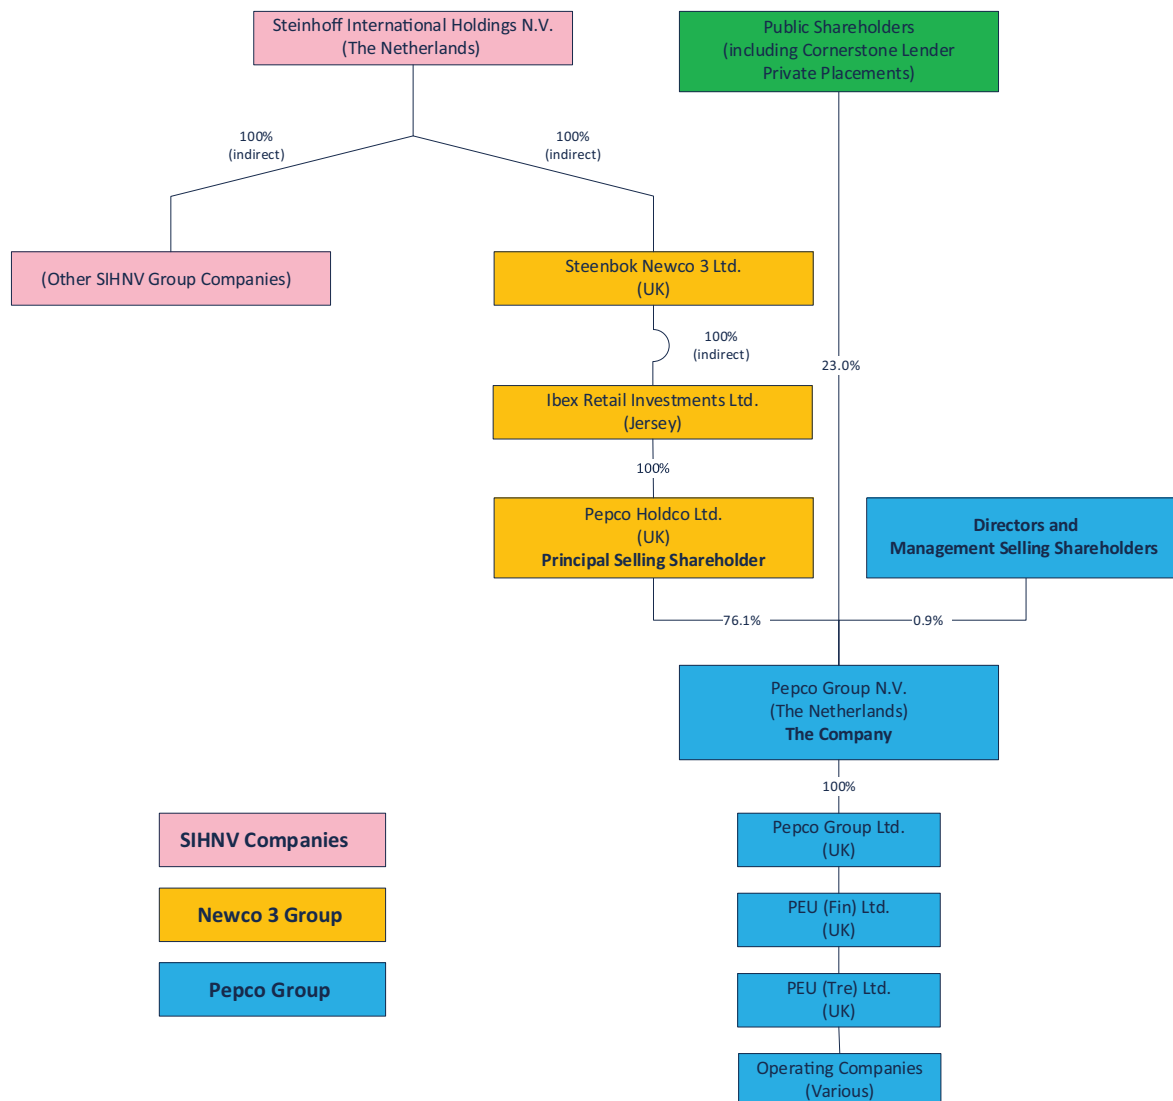 Steinhoff International Holdings N.V.
(The Netherlands)
Public Shareholders
(including Cornerstone Lender
Private Placements)
100%
(indirect)
100%
(indirect)
(Other SIHNV Group Companies)
Steenbok Newco 3 Ltd.
(UK)
100%
(indirect)
23.0%
Ibex Retail Investments Ltd.
(Jersey)
100%
Pepco Holdco Ltd.
(UK)
Principal Selling Shareholder
Directors and
Management Selling Shareholders
76.1%
0.9%
Pepco Group N.V.
(The Netherlands)
The Company
100%
SIHNV Companies
Pepco Group Ltd.
(UK)
Newco 3 Group
PEU (Fin) Ltd.
(UK)
Pepco Group
PEU (Tre) Ltd.
(UK)
Operating Companies
(Various)